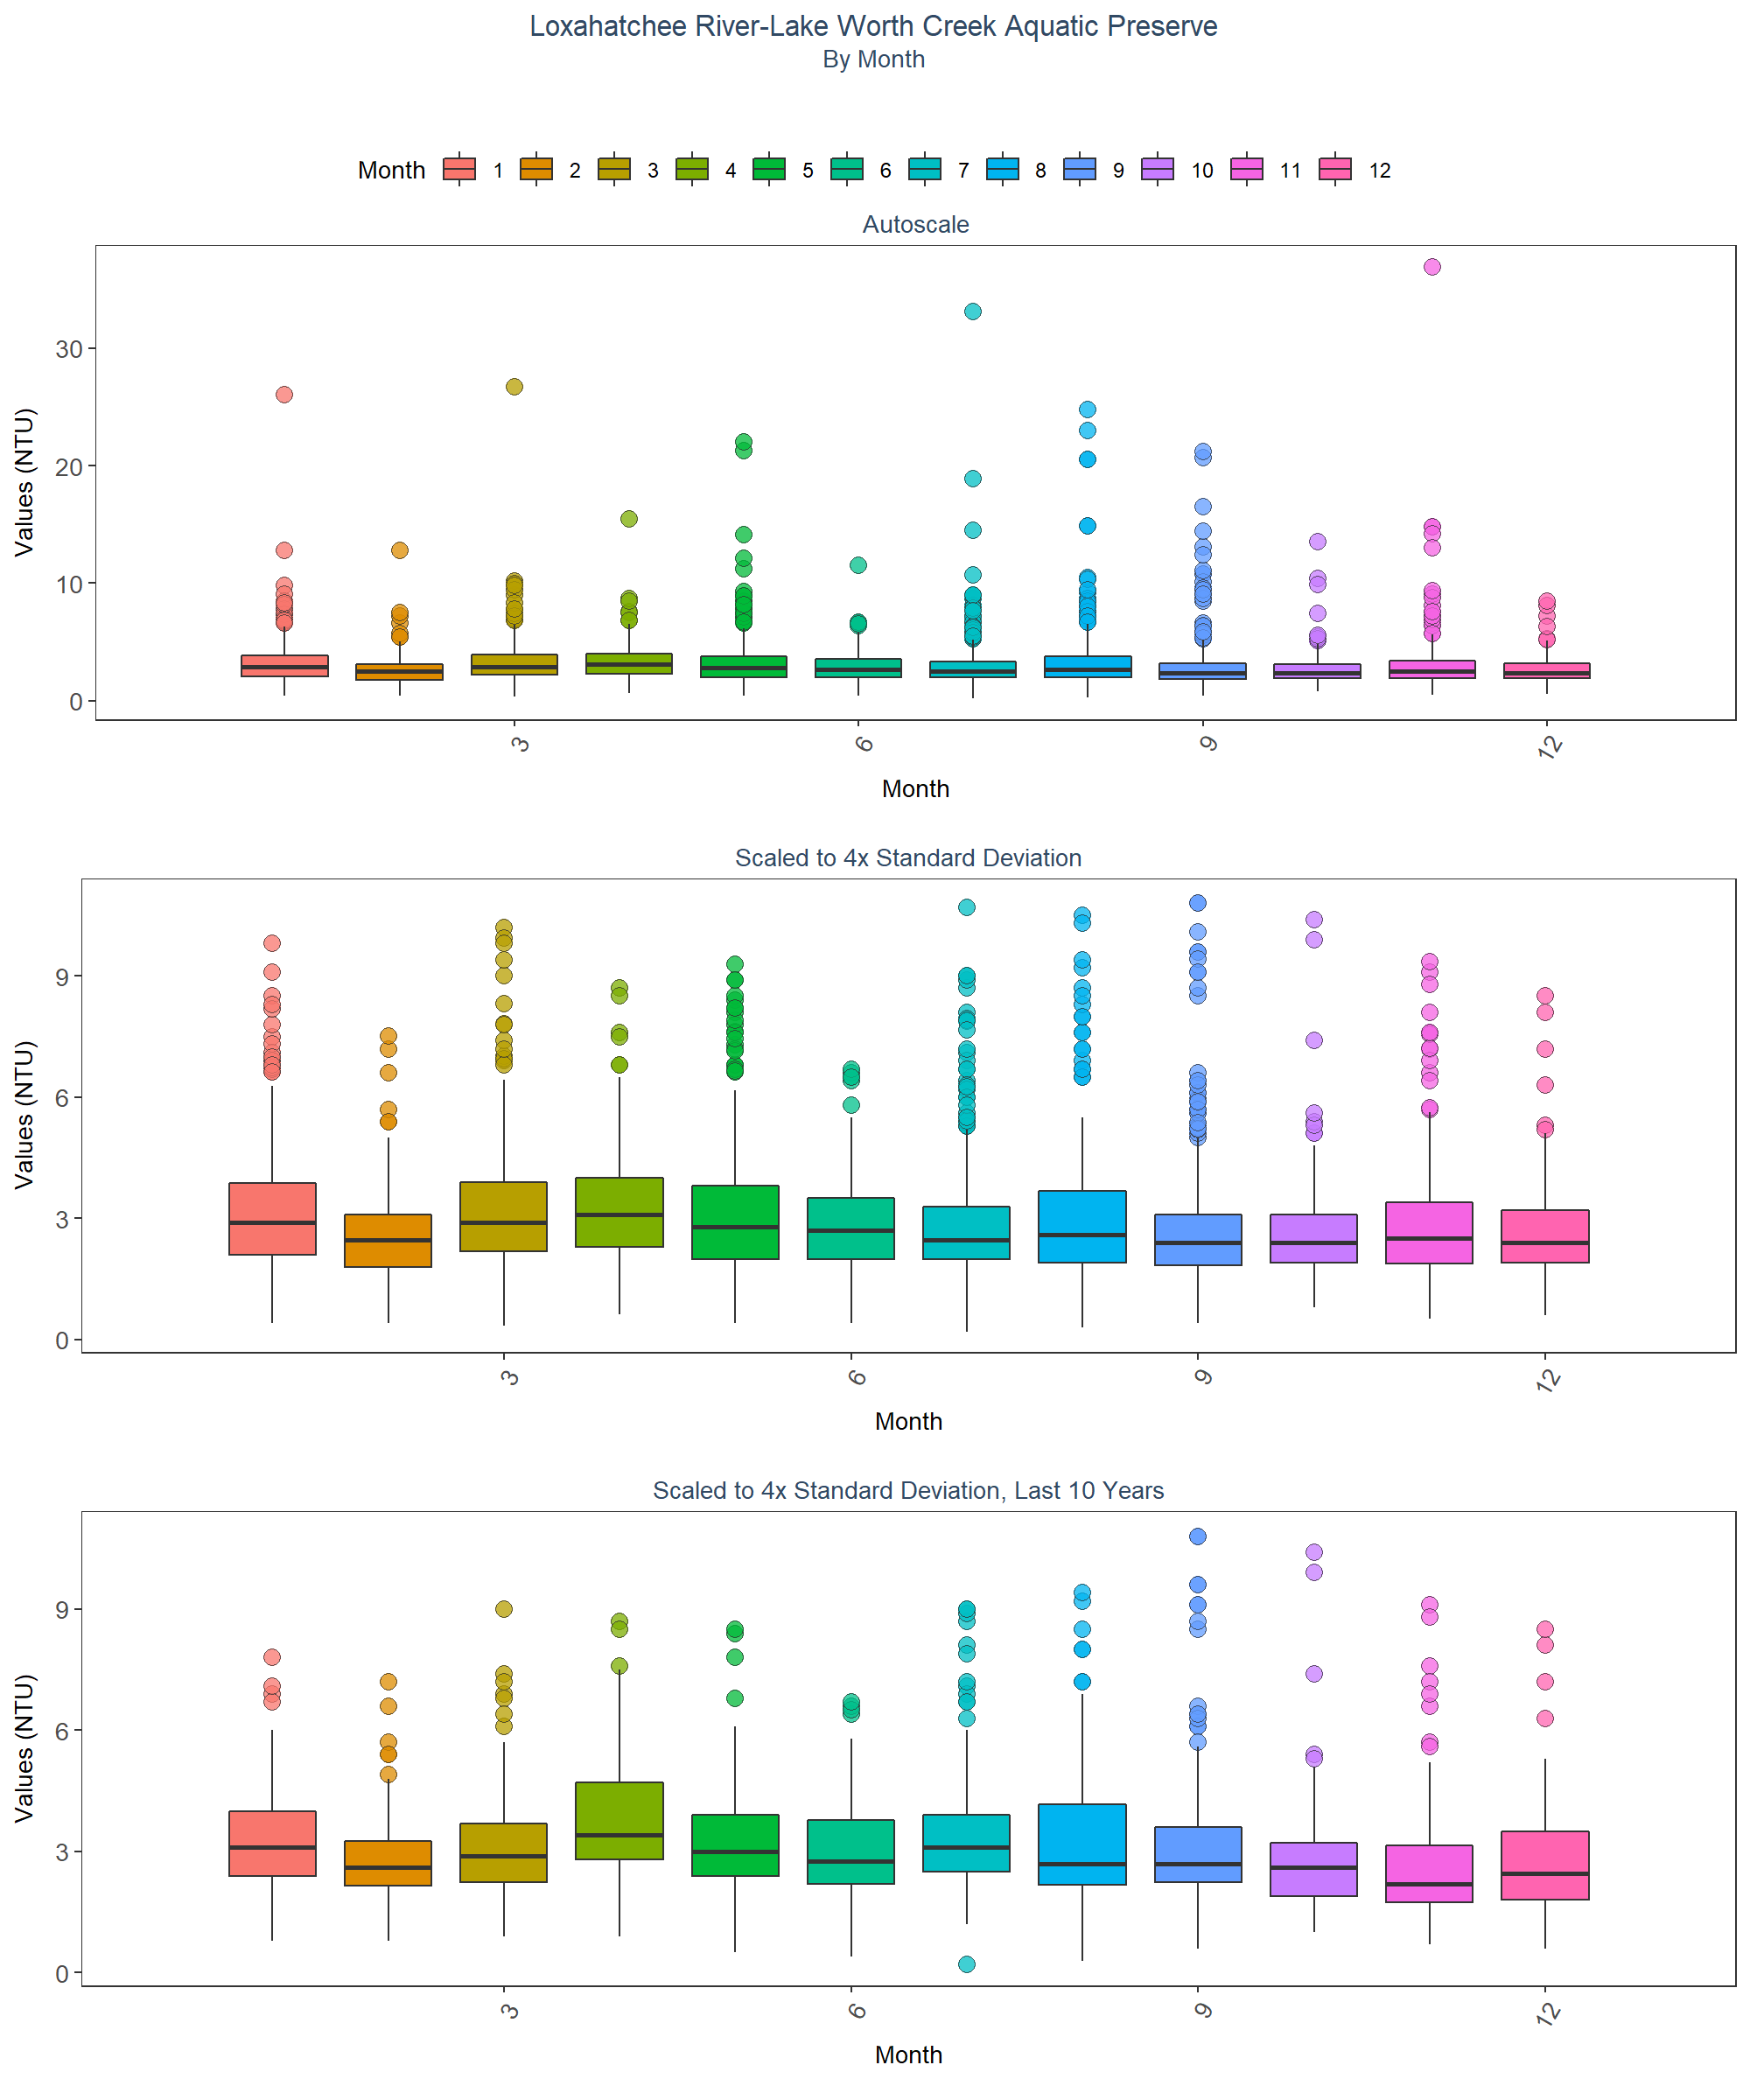 Loxahatchee River-Lake Worth Creek Aquatic Preserve
By Month
Month 1 2 3 4 5 6 7 8 9 10 11 12
Autoscale
Values (NTU)
30
20
10
0
3 6 9 12
Month
Scaled to 4x Standard Deviation
Values (NTU)
9
6
3
0
3 6 9 12
Month
Scaled to 4x Standard Deviation, Last 10 Years
Values (NTU)
9
6
3
0
3 6 9 12
Month